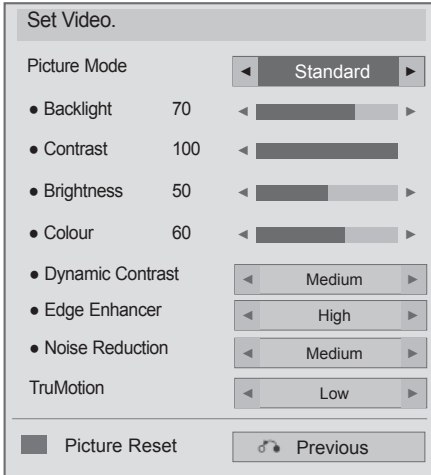 Set Video.
Picture Mode ◄ Standard ►
● Backlight 70 ◄ ►
● Contrast 100 ◄
● Brightness 50 ◄ ►
● Colour 60 ◄ ►
● Dynamic Contrast ◄ Medium ►
● Edge Enhancer ◄ High ►
● Noise Reduction ◄ Medium ►
TruMotion ◄ Low ►
Picture Reset Previous